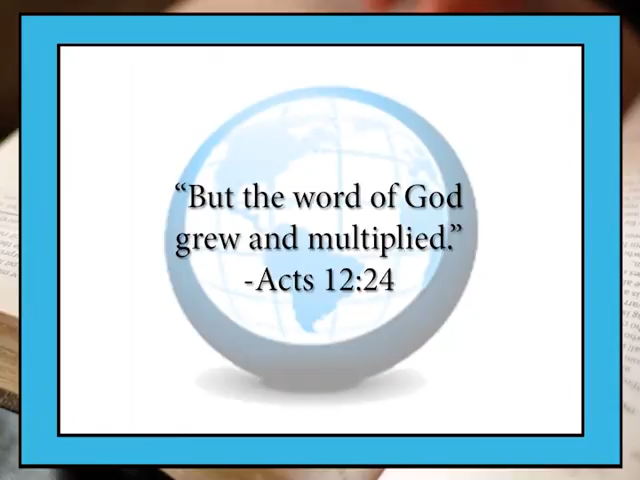 “But the word of God
grew and multiplied.”
-Acts 12:24